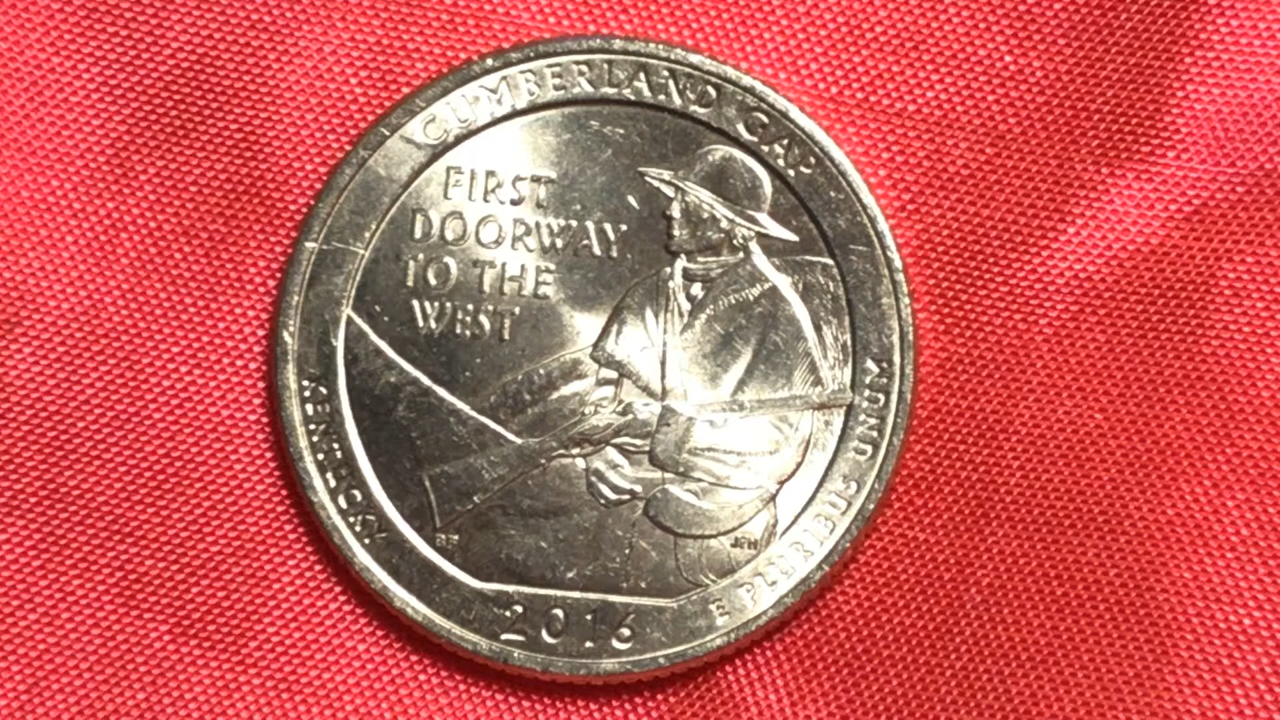 CUMBERLAND GAP
FIRST
DOORWAY
TO THE
WEST
KENTUCKY
E PLURIBUS UNUM
BF
JFM
2016